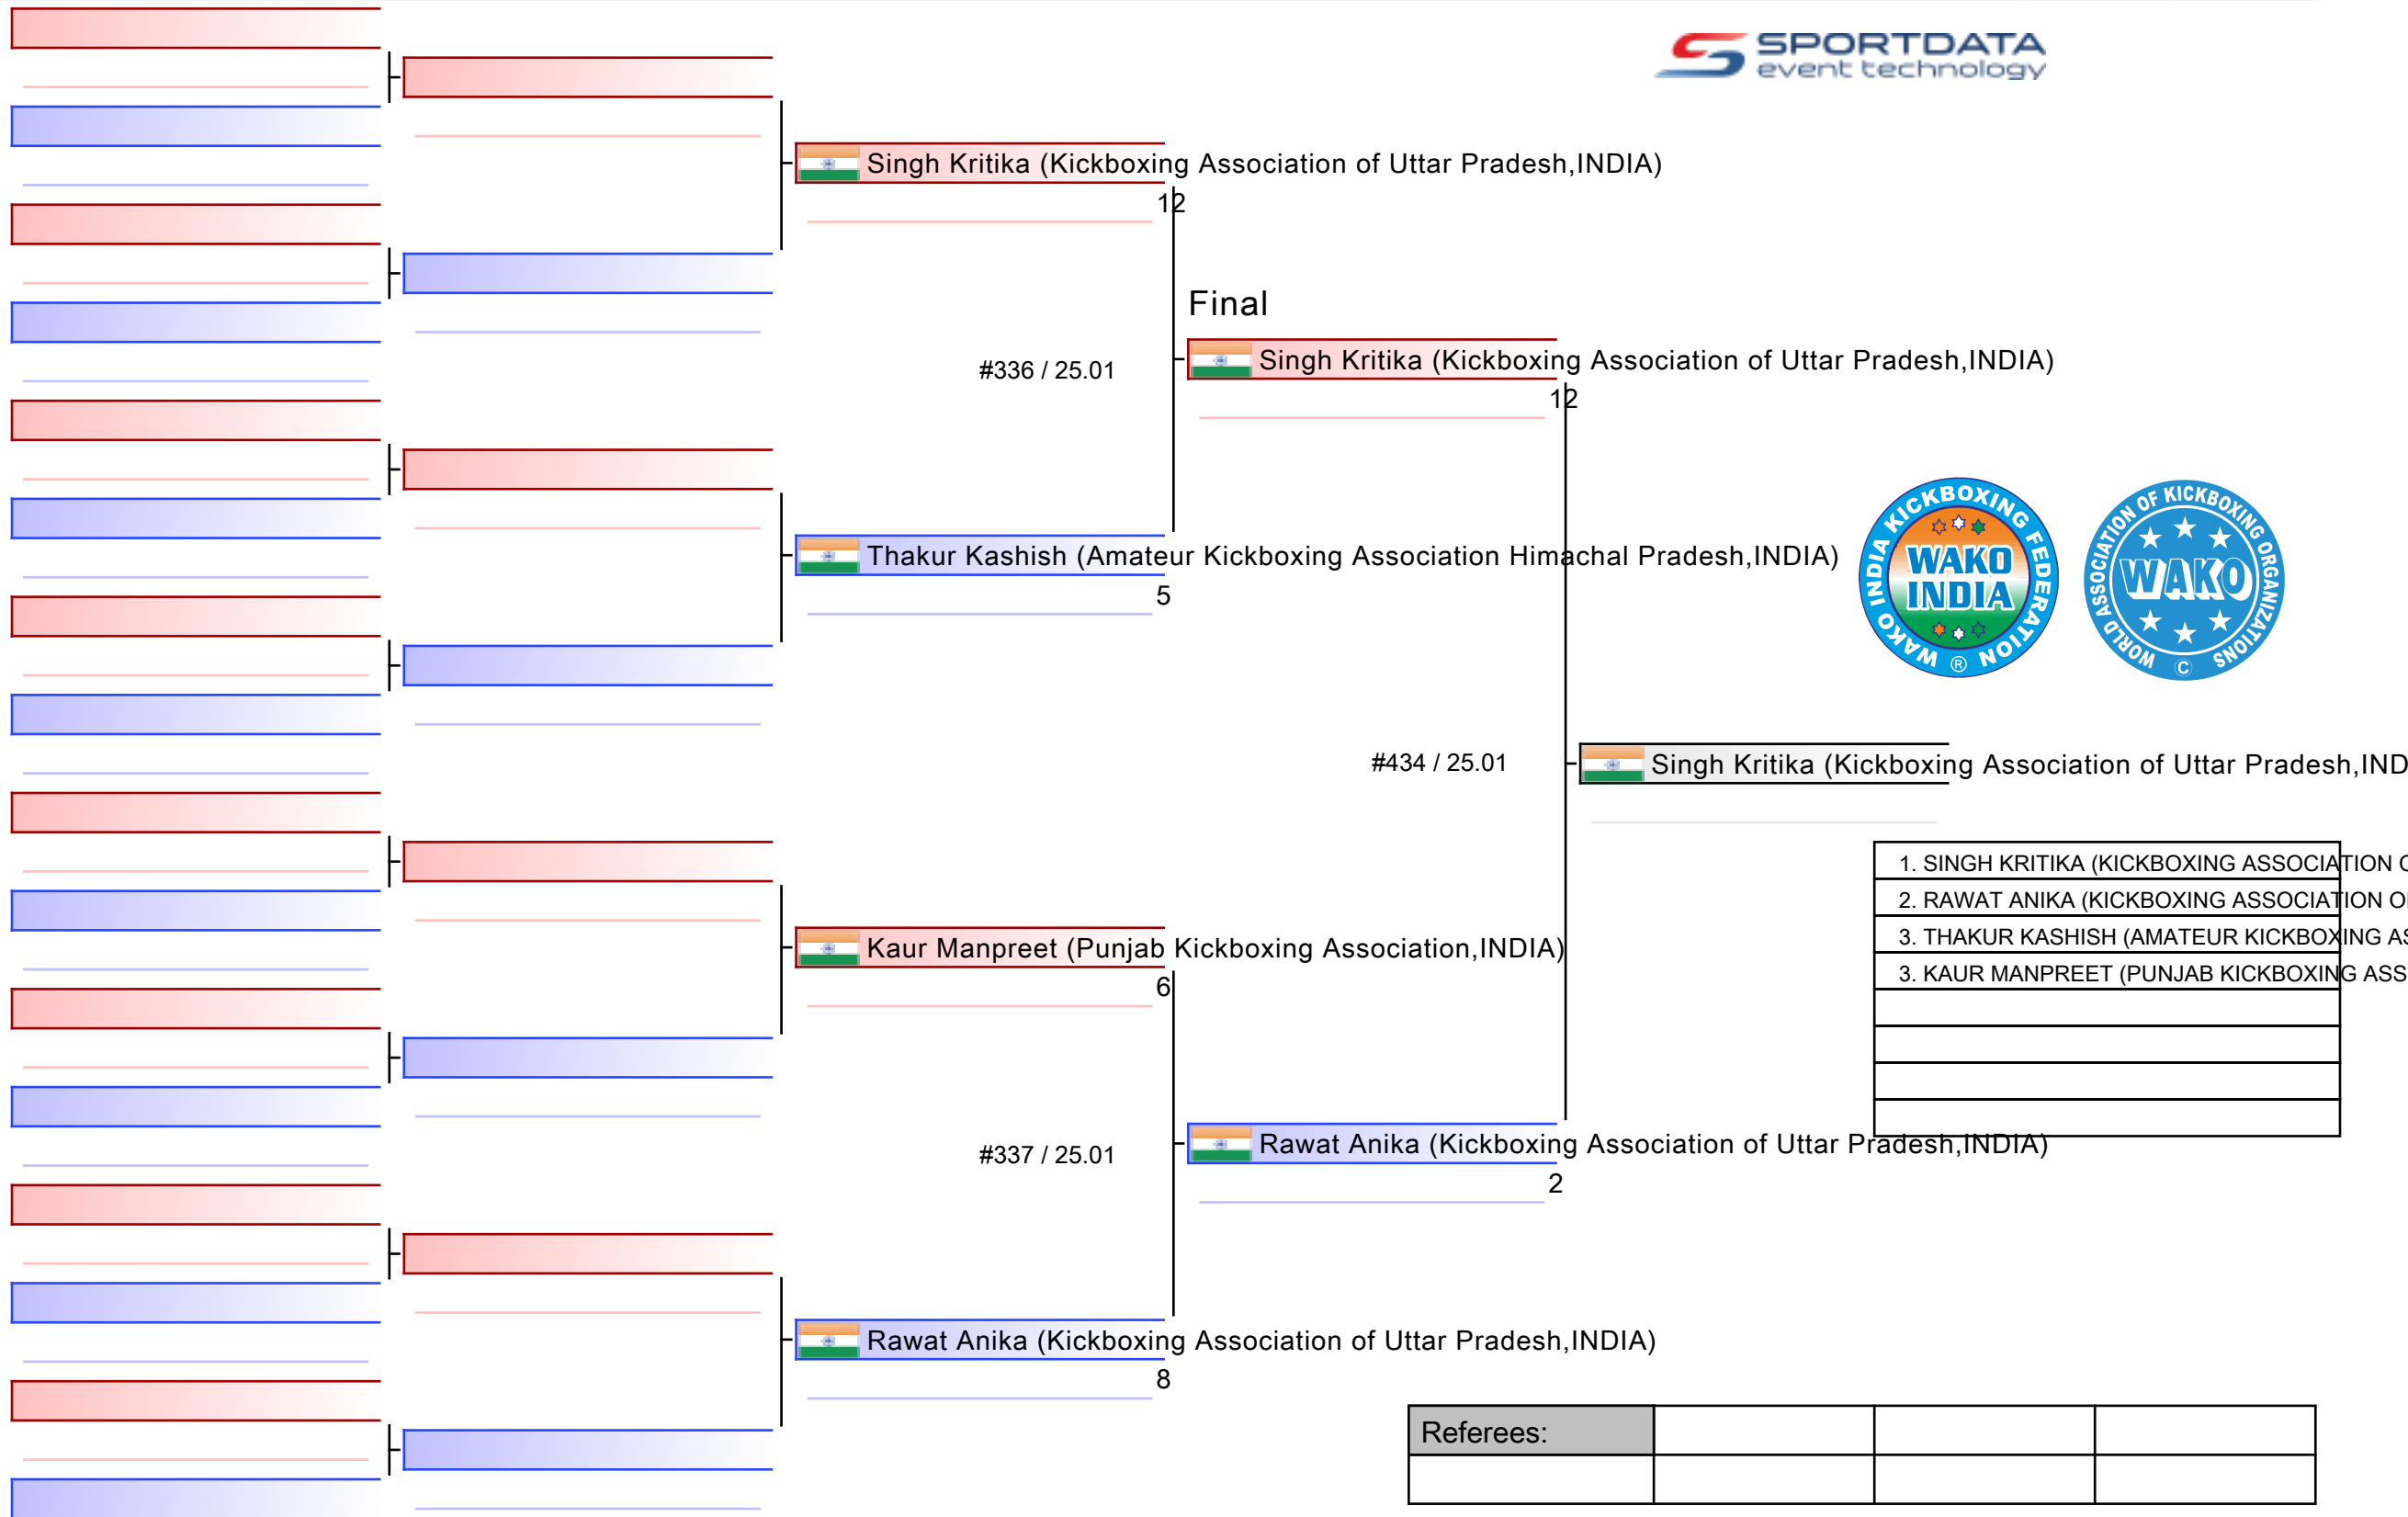 SPORTDATA
event technology
Singh Kritika (Kickboxing Association of Uttar Pradesh,INDIA)
12
Final
#336 / 25.01
Singh Kritika (Kickboxing Association of Uttar Pradesh,INDIA)
12
Thakur Kashish (Amateur Kickboxing Association Himachal Pradesh,INDIA)
5
WAKO INDIA KICKBOXING FEDERATION
WAKO
INDIA
®
WORLD ASSOCIATION OF KICKBOXING ORGANIZATIONS
WAKO
©
#434 / 25.01
Singh Kritika (Kickboxing Association of Uttar Pradesh,IND
1. SINGH KRITIKA (KICKBOXING ASSOCIATION
2. RAWAT ANIKA (KICKBOXING ASSOCIATION
3. THAKUR KASHISH (AMATEUR KICKBOXING AS
3. KAUR MANPREET (PUNJAB KICKBOXING ASS
Kaur Manpreet (Punjab Kickboxing Association,INDIA)
6
#337 / 25.01
Rawat Anika (Kickboxing Association of Uttar Pradesh,INDIA)
2
Rawat Anika (Kickboxing Association of Uttar Pradesh,INDIA)
8
Referees: